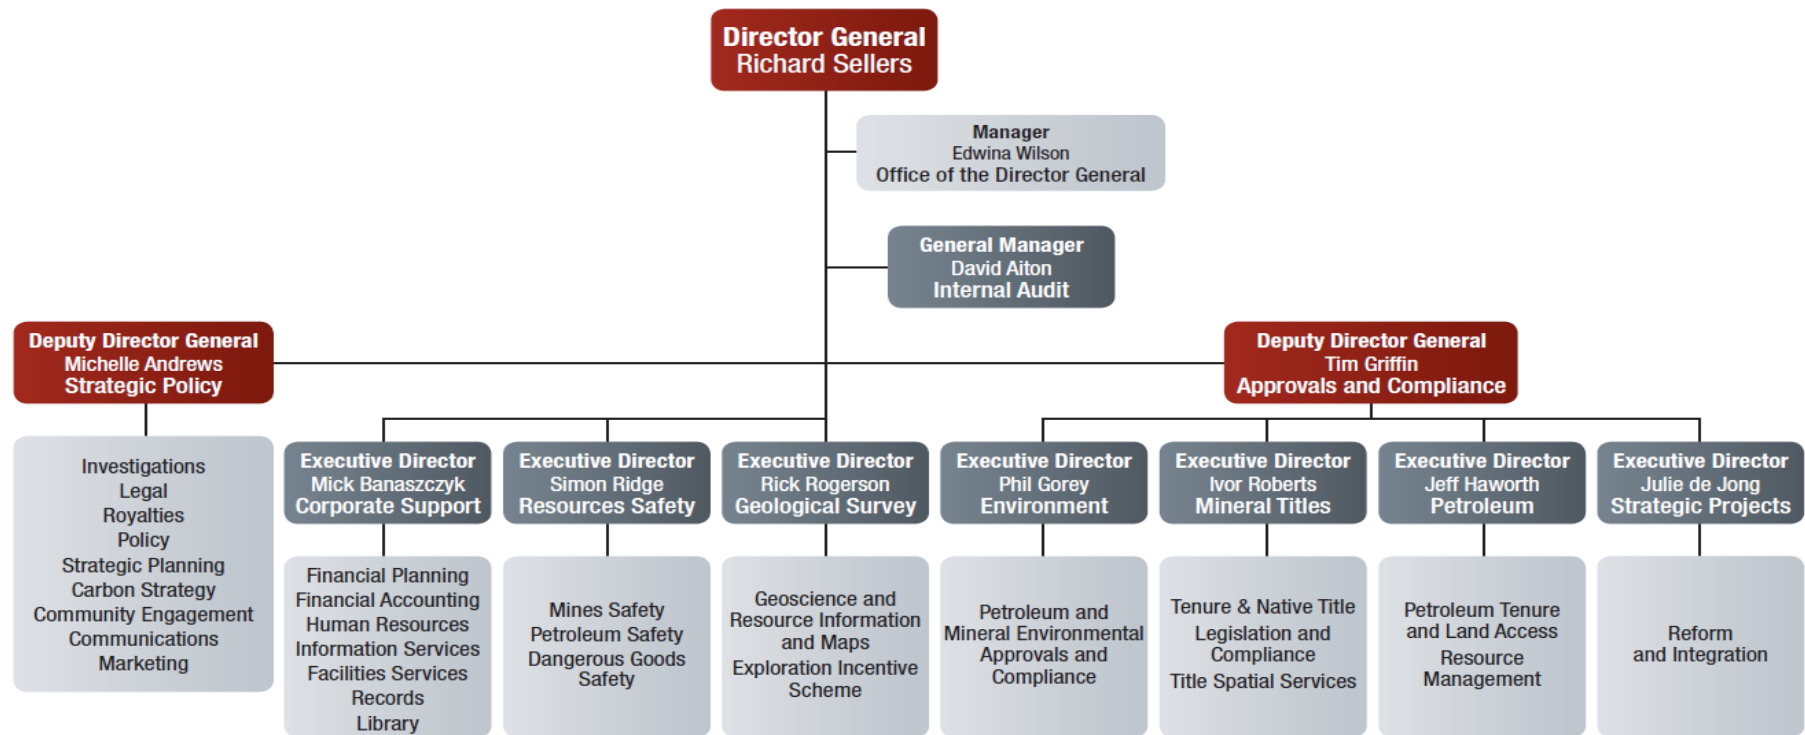 Director General
Richard Sellers
Manager
Edwina Wilson
Office of the Director General
General Manager
David Aiton
Internal Audit
Deputy Director General
Michelle Andrews
Strategic Policy
Deputy Director General
Tim Griffin
Approvals and Compliance
Investigations
Legal
Royalties
Policy
Strategic Planning
Carbon Strategy
Community Engagement
Communications
Marketing
Executive Director
Mick Banaszczyk
Corporate Support
Financial Planning
Financial Accounting
Human Resources
Information Services
Facilities Services
Records
Library
Executive Director
Simon Ridge
Resources Safety
Mines Safety
Petroleum Safety
Dangerous Goods
Safety
Executive Director
Rick Rogerson
Geological Survey
Geoscience and
Resource Information
and Maps
Exploration Incentive
Scheme
Executive Director
Phil Gorey
Environment
Petroleum and
Mineral Environmental
Approvals and
Compliance
Executive Director
Ivor Roberts
Mineral Titles
Tenure & Native Title
Legislation and
Compliance
Title Spatial Services
Executive Director
Jeff Haworth
Petroleum
Petroleum Tenure
and Land Access
Resource
Management
Executive Director
Julie de Jong
Strategic Projects
Reform
and Integration